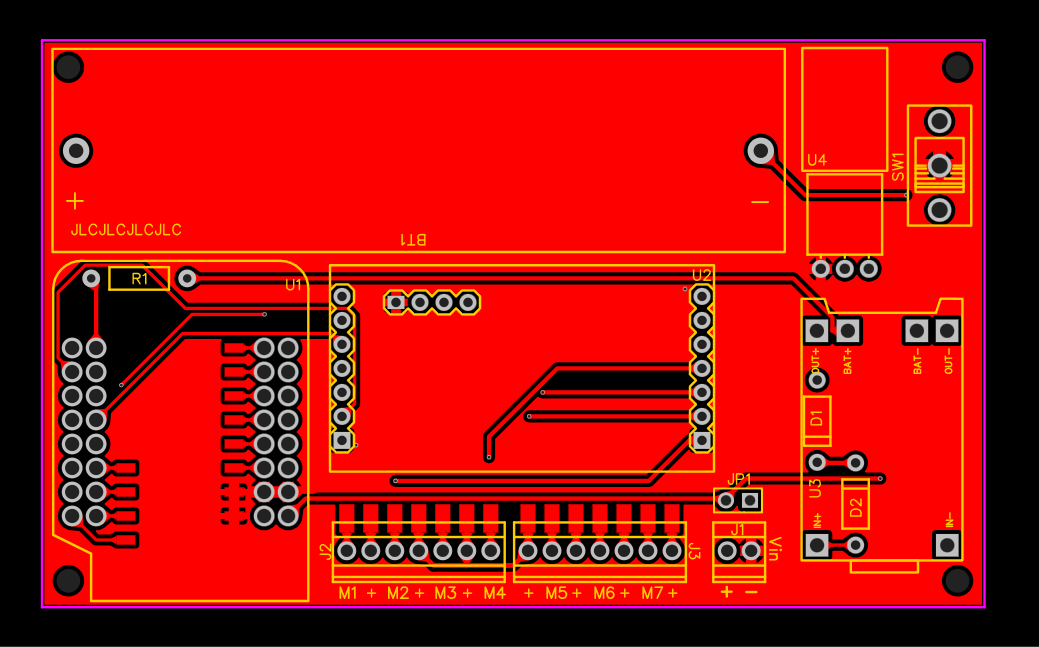 U4
SW1
+
−
JLCJLCJLCJLC
BT1
R1
U1
U2
OUT+
BAT+
BAT-
OUT-
D1
U3
D2
JP1
IN+
IN-
J2
J3
J1
Vin
M1 + M2 + M3 + M4
+ M5 + M6 + M7 +
+ −